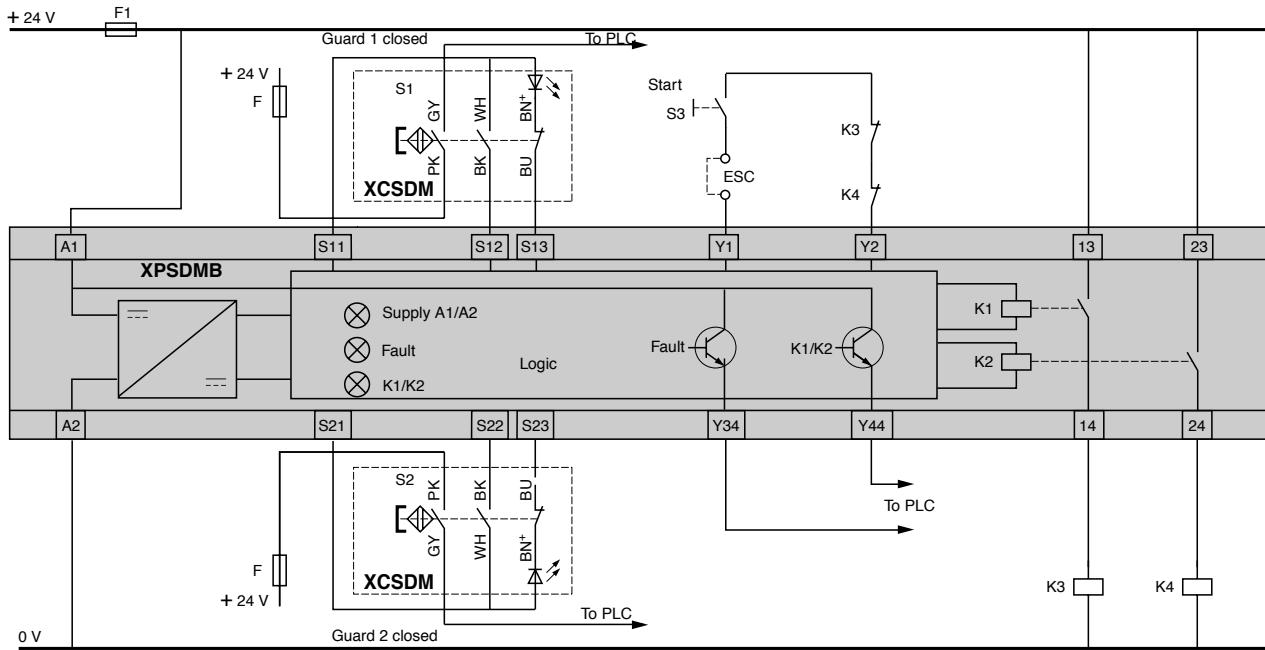 + 24 V
F1
Guard 1 closed
To PLC
+ 24 V
F
S1
GY
WH
BN+
PK
BK
BU
XCSDM
Start
S3
ESC
K3
K4
A1
S11
S12
S13
Y1
Y2
13
23
XPSDMB
Supply A1/A2
Fault
K1/K2
Logic
Fault
K1/K2
K1
K2
A2
S21
S22
S23
Y34
Y44
14
24
S2
PK
BK
BU
GY
WH
BN+
XCSDM
F
+ 24 V
To PLC
To PLC
K3
K4
0 V
Guard 2 closed